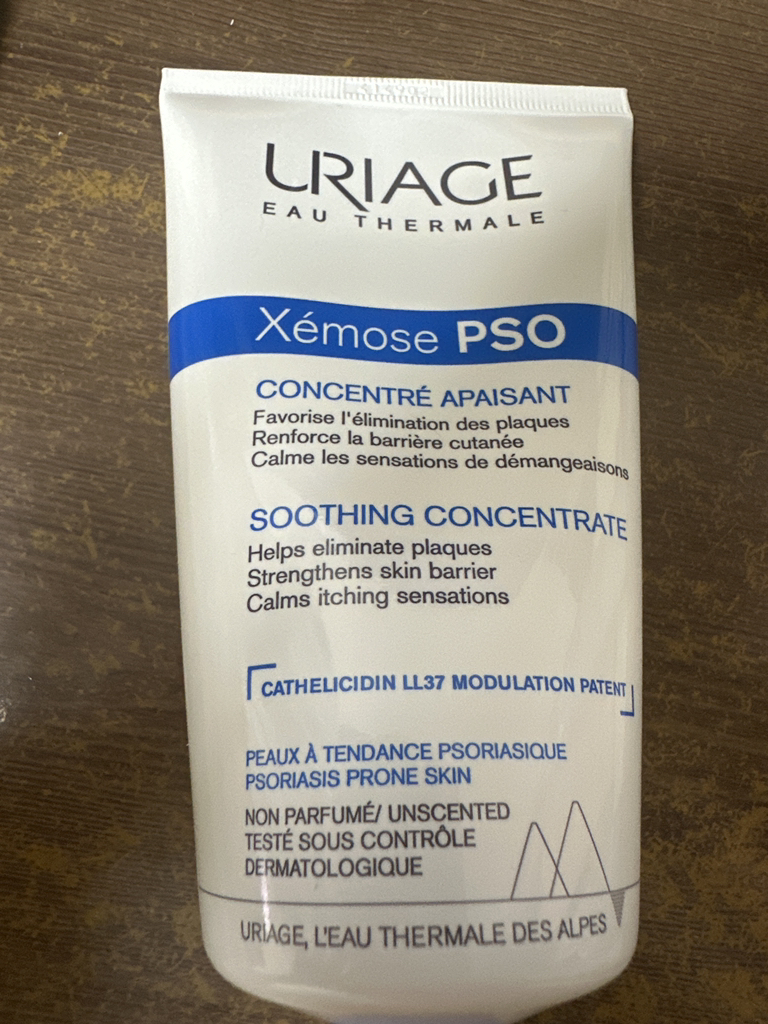 URIAGE
EAU THERMALE
Xémose PSO
CONCENTRÉ APAISANT
Favorise l'élimination des plaques
Renforce la barrière cutanée
Calme les sensations de démangeaisons
SOOTHING CONCENTRATE
Helps eliminate plaques
Strengthens skin barrier
Calms itching sensations
CATHELICIDIN LL37 MODULATION PATENT
PEAUX À TENDANCE PSORIASIQUE
PSORIASIS PRONE SKIN
NON PARFUMÉ/ UNSCENTED
TESTÉ SOUS CONTRÔLE
DERMATOLOGIQUE
URIAGE, L'EAU THERMALE DES ALPES